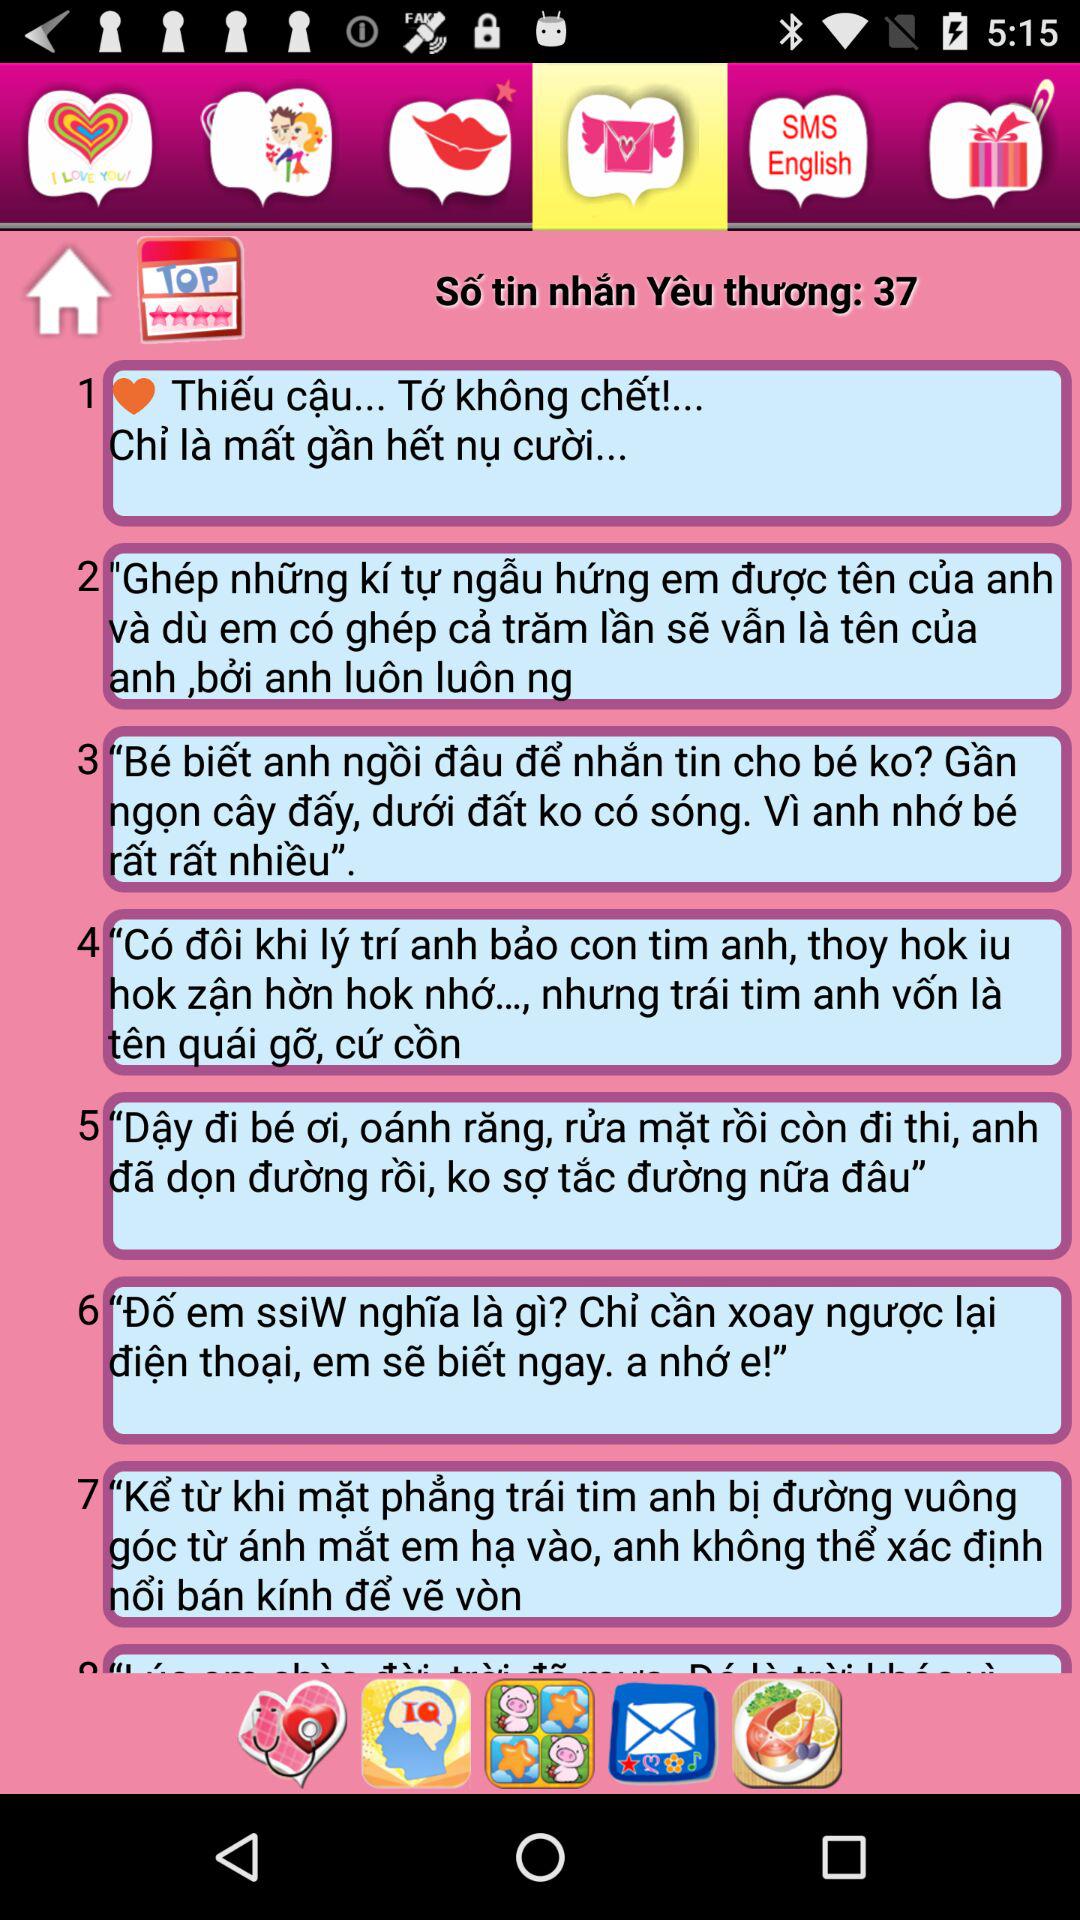 FAKE
5:15
I LOVE YOU!
SMS
English
TOP
Số tin nhắn Yêu thương: 37
1
🧡 Thiếu cậu... Tớ không chết!...
Chỉ là mất gần hết nụ cười...
2
"Ghép những kí tự ngẫu hứng em được tên của anh
và dù em có ghép cả trăm lần sẽ vẫn là tên của
anh ,bởi anh luôn luôn ng
3
“Bé biết anh ngồi đâu để nhắn tin cho bé ko? Gần
ngọn cây đấy, dưới đất ko có sóng. Vì anh nhớ bé
rất rất nhiều”.
4
“Có đôi khi lý trí anh bảo con tim anh, thoy hok iu
hok zận hờn hok nhớ…, nhưng trái tim anh vốn là
tên quái gỡ, cứ cồn
5
“Dậy đi bé ơi, oánh răng, rửa mặt rồi còn đi thi, anh
đã dọn đường rồi, ko sợ tắc đường nữa đâu”
6
“Đố em ssiW nghĩa là gì? Chỉ cần xoay ngược lại
điện thoại, em sẽ biết ngay. a nhớ e!”
7
“Kể từ khi mặt phẳng trái tim anh bị đường vuông
góc từ ánh mắt em hạ vào, anh không thể xác định
nổi bán kính để vẽ vòn
IQ